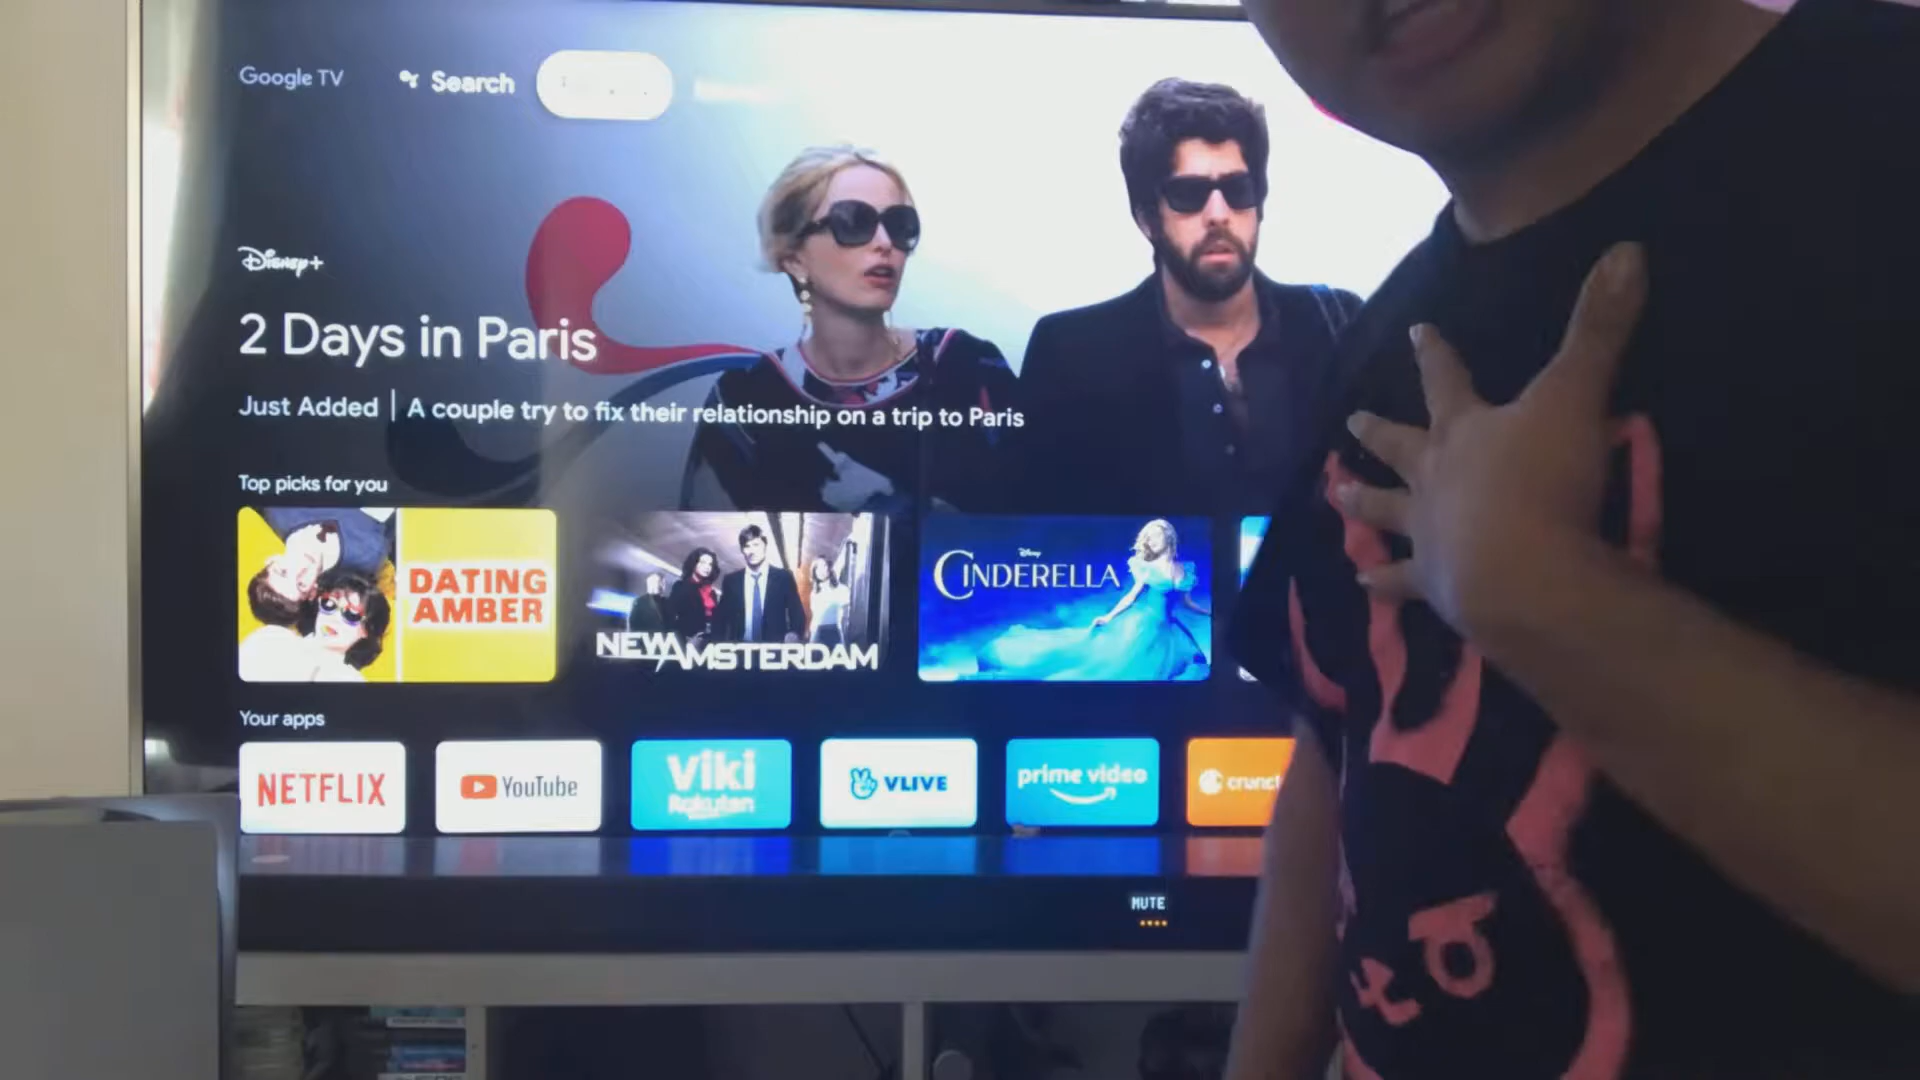 Google TV
Search
Disney+
2 Days in Paris
Just Added | A couple try to fix their relationship on a trip to Paris
Top picks for you
DATING
AMBER
NEW AMSTERDAM
Disney
CINDERELLA
Your apps
NETFLIX
YouTube
Viki
Rakuten
VLIVE
prime video
crunc
MUTE